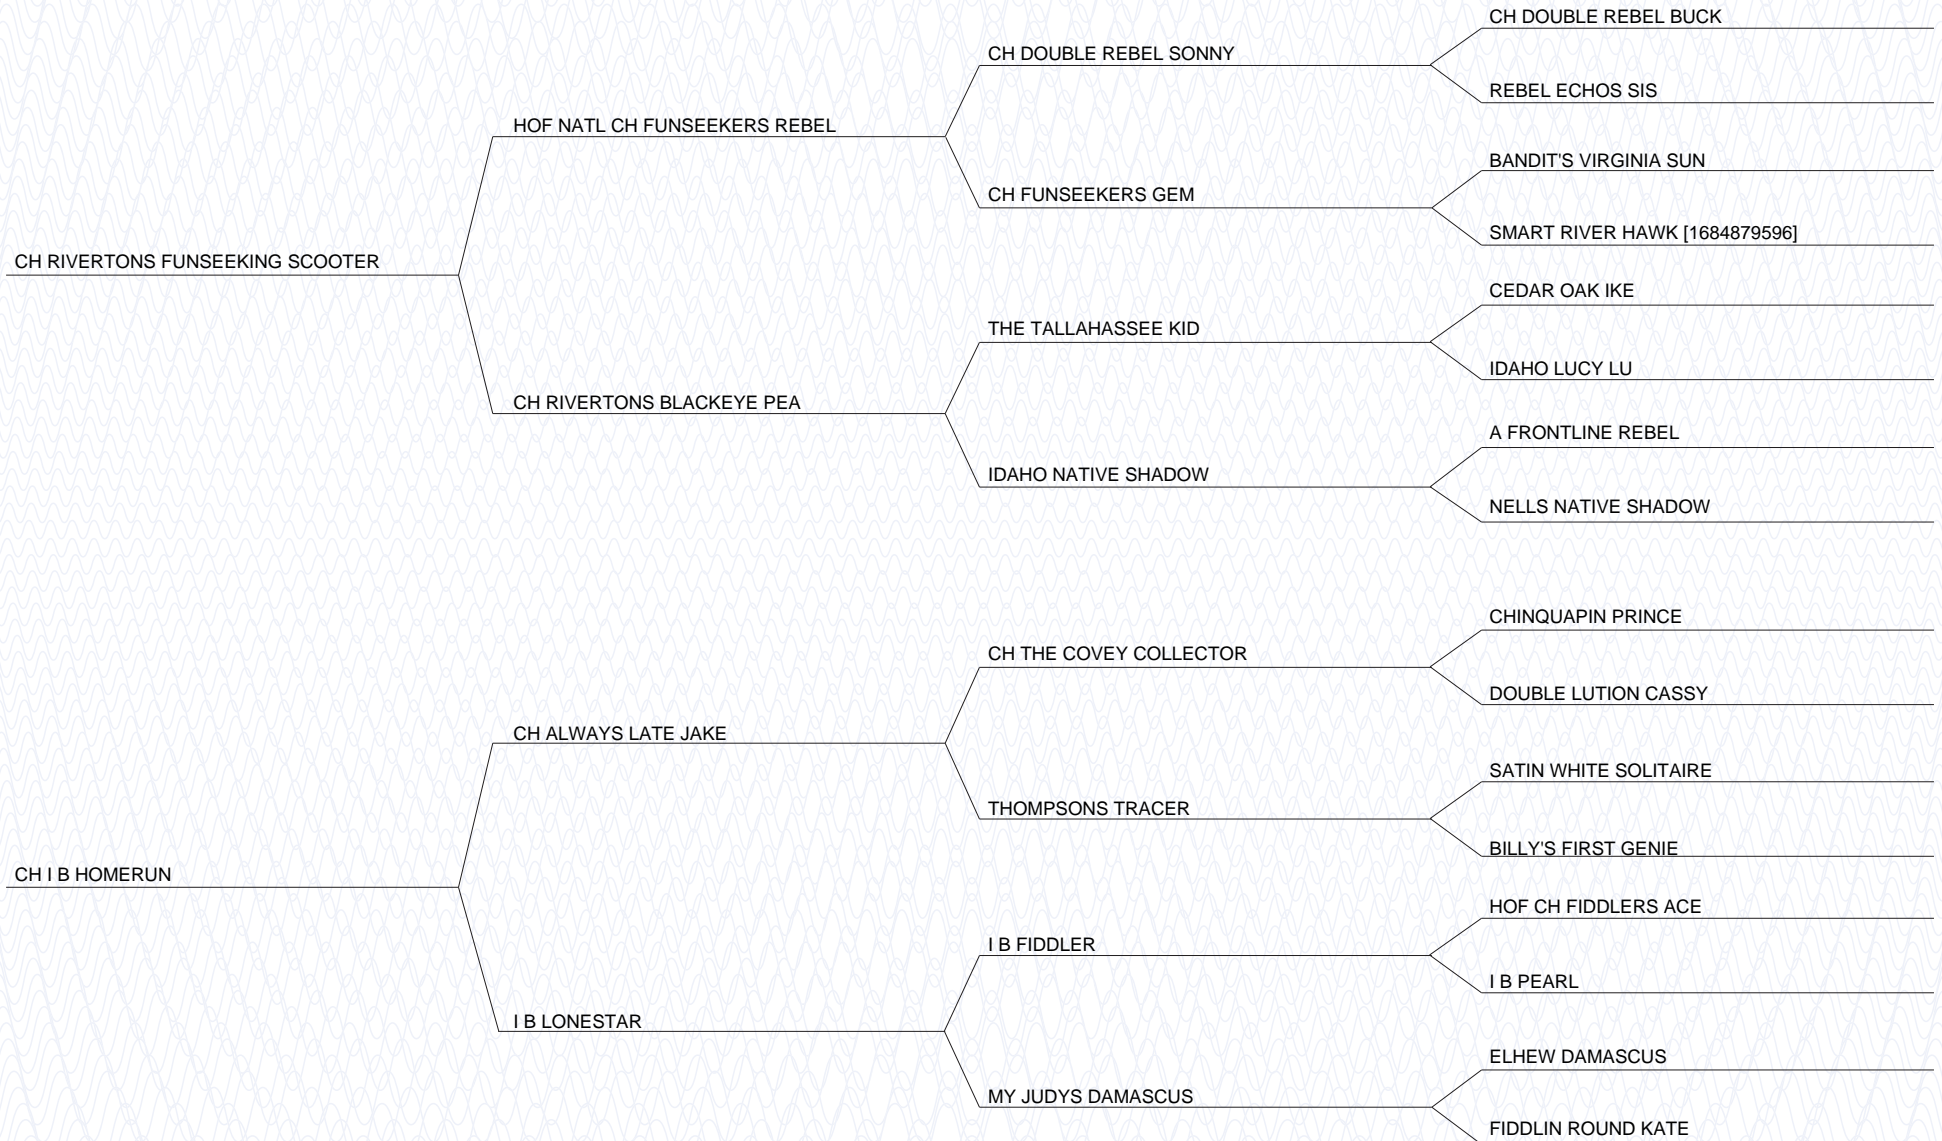 CH DOUBLE REBEL BUCK
CH DOUBLE REBEL SONNY
REBEL ECHOS SIS
HOF NATL CH FUNSEEKERS REBEL
BANDIT'S VIRGINIA SUN
CH FUNSEEKERS GEM
SMART RIVER HAWK [1684879596]
CH RIVERTONS FUNSEEKING SCOOTER
CEDAR OAK IKE
THE TALLAHASSEE KID
IDAHO LUCY LU
CH RIVERTONS BLACKEYE PEA
A FRONTLINE REBEL
IDAHO NATIVE SHADOW
NELLS NATIVE SHADOW
CHINQUAPIN PRINCE
CH THE COVEY COLLECTOR
DOUBLE LUTION CASSY
CH ALWAYS LATE JAKE
SATIN WHITE SOLITAIRE
THOMPSONS TRACER
BILLY'S FIRST GENIE
CH I B HOMERUN
HOF CH FIDDLERS ACE
I B FIDDLER
I B PEARL
I B LONESTAR
ELHEW DAMASCUS
MY JUDYS DAMASCUS
FIDDLIN ROUND KATE